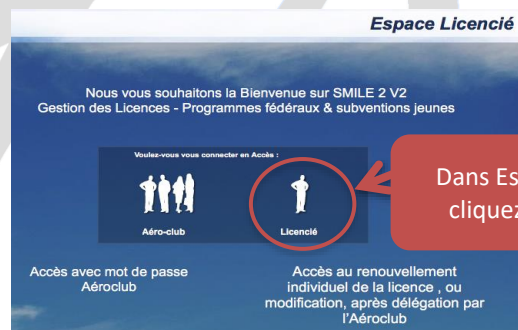 Espace Licencié
Nous vous souhaitons la Bienvenue sur SMILE 2 V2
Gestion des Licences - Programmes fédéraux & subventions jeunes
Voulez-vous vous connecter en Accès :
Aéro-club
Licencié
Dans Es
cliquez
Accès avec mot de passe
Aéroclub
Accès au renouvellement
individuel de la licence , ou
modification, après délégation par
l'Aéroclub